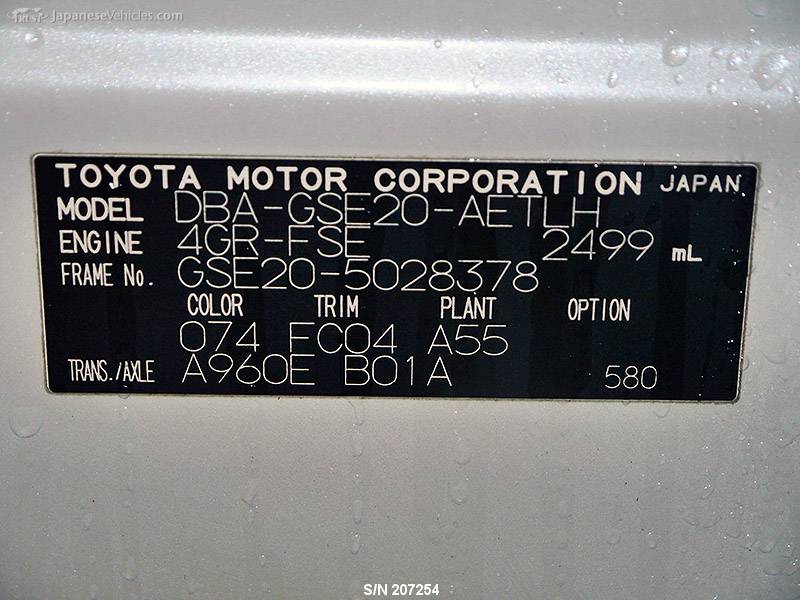 TRUST JapaneseVehicles.com
TOYOTA MOTOR CORPORATION JAPAN
MODEL DBA-GSE20-AETLH
ENGINE 4GR-FSE 2499 mL
FRAME No. GSE20-5028378
COLOR TRIM PLANT OPTION
074 FC04 A55
TRANS./AXLE A960E B01A 580
S/N 207254